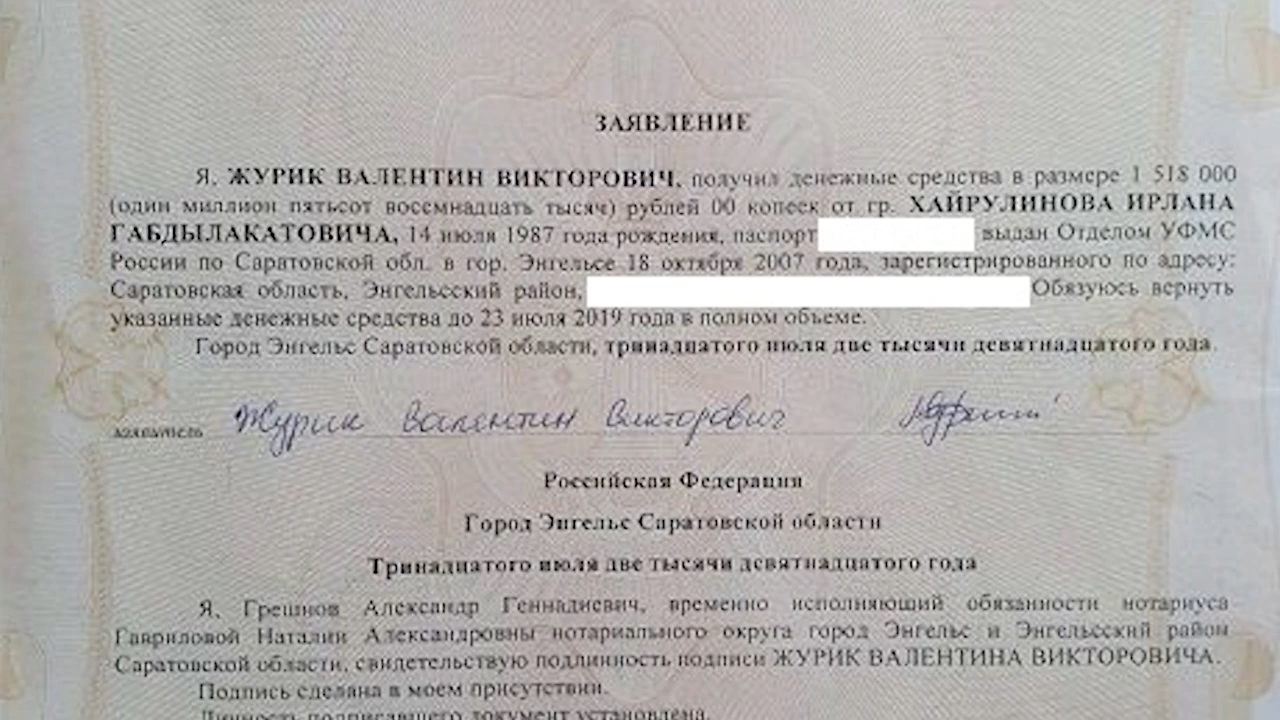 ЗАЯВЛЕНИЕ
Я, ЖУРИК ВАЛЕНТИН ВИКТОРОВИЧ, получил денежные средства в размере 1 518 000
(один миллион пятьсот восемнадцать тысяч) рублей 00 копеек от гр. ХАЙРУЛИНОВА ИРЛАНА
ГАБДЫЛАКАТОВИЧА, 14 июля 1987 года рождения, паспорт выдан Отделом УФМС
России по Саратовской обл. в гор. Энгельсе 18 октября 2007 года, зарегистрированного по адресу:
Саратовская область, Энгельсский район, Обязуюсь вернуть
указанные денежные средства до 23 июля 2019 года в полном объеме.
Город Энгельс Саратовской области, тринадцатого июля две тысячи девятнадцатого года.
Журик Валентин Викторович
Российская Федерация
Город Энгельс Саратовской области
Тринадцатого июля две тысячи девятнадцатого года
Я, Грешнов Александр Геннадиевич, временно исполняющий обязанности нотариуса
Гавриловой Наталии Александровны нотариального округа город Энгельс и Энгельсский район
Саратовской области, свидетельствую подлинность подписи ЖУРИК ВАЛЕНТИНА ВИКТОРОВИЧА.
Подпись сделана в моем присутствии.
Личность подписавшего документ установлена.